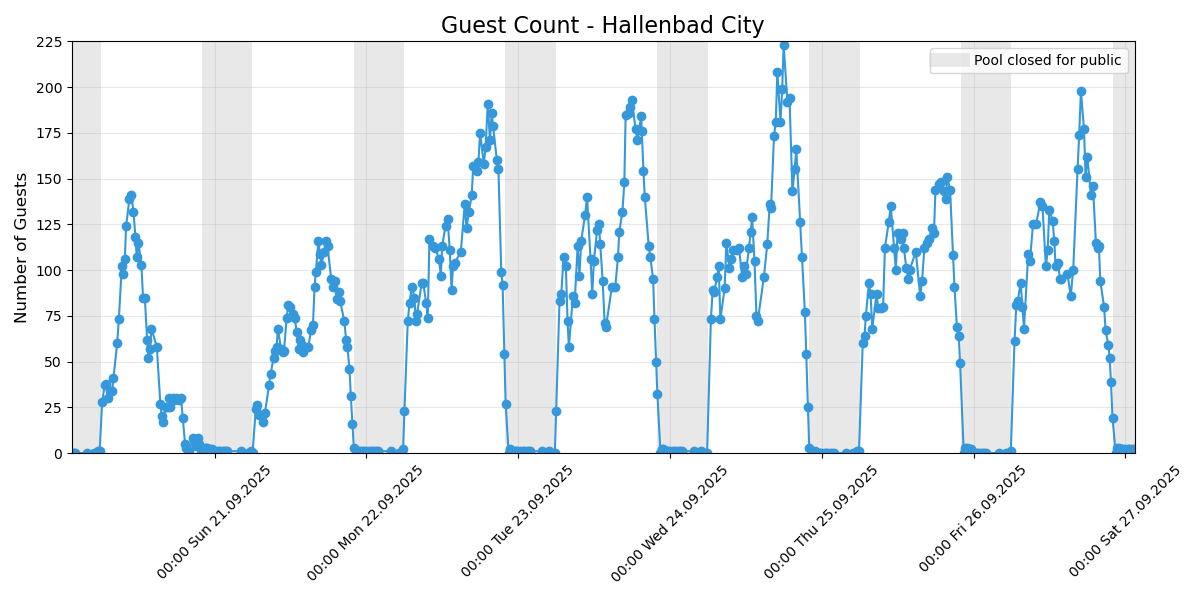 Guest Count - Hallenbad City
Pool closed for public
Number of Guests
225
200
175
150
125
100
75
50
25
0
00:00 Sun 21.09.2025
00:00 Mon 22.09.2025
00:00 Tue 23.09.2025
00:00 Wed 24.09.2025
00:00 Thu 25.09.2025
00:00 Fri 26.09.2025
00:00 Sat 27.09.2025